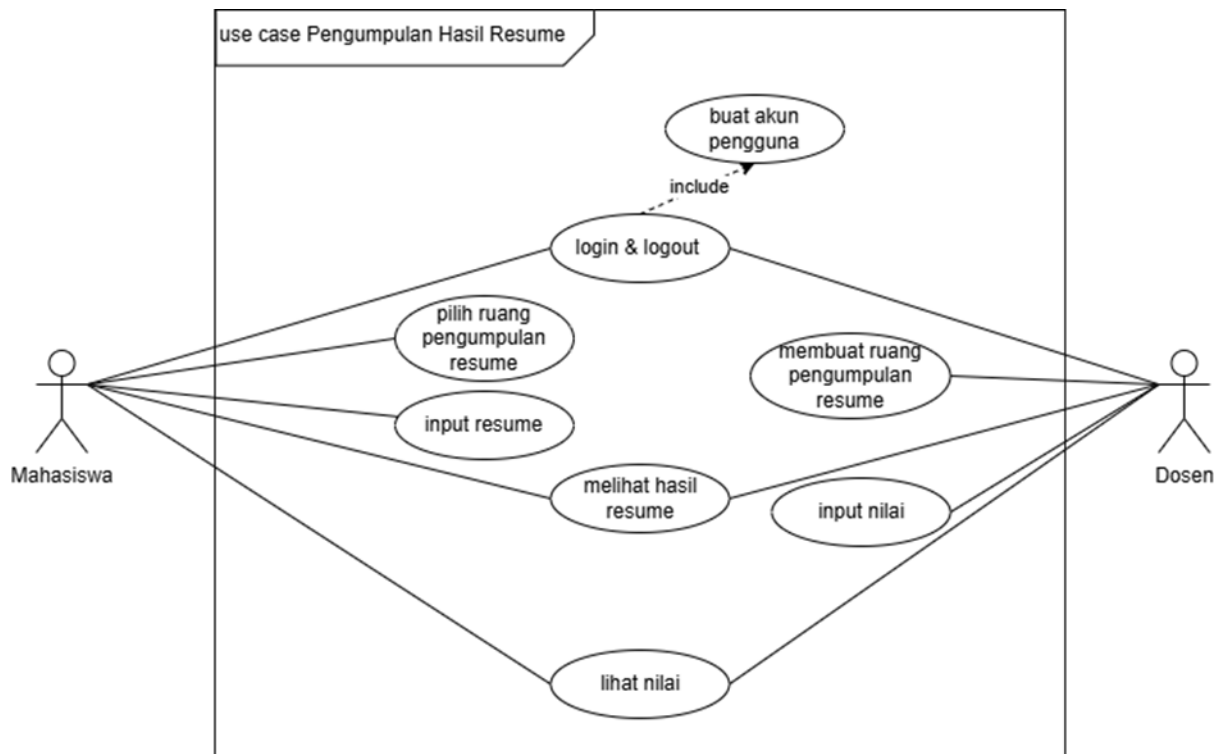 use case Pengumpulan Hasil Resume
buat akun
pengguna
include
login & logout
pilih ruang
pengumpulan
resume
membuat ruang
pengumpulan
resume
input resume
Mahasiswa
Dosen
melihat hasil
resume
input nilai
lihat nilai